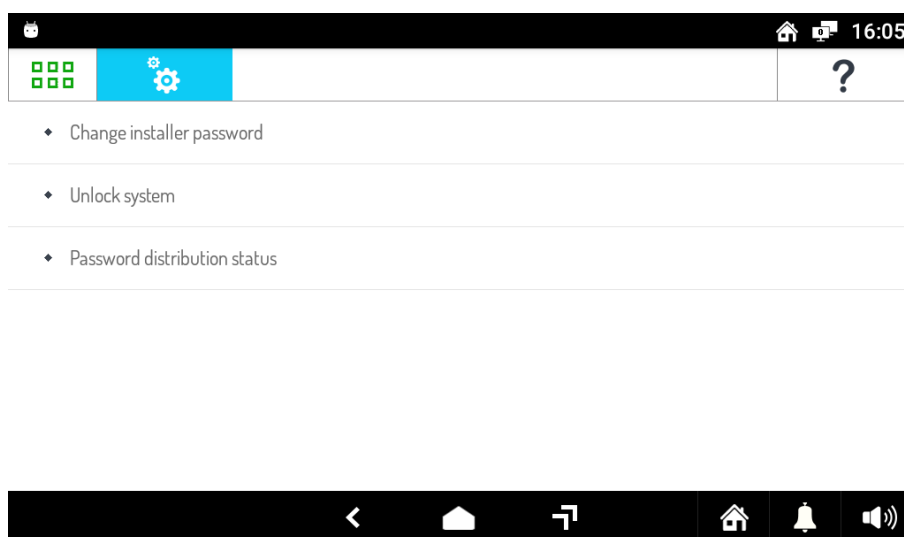 16:05
?
Change installer password
Unlock system
Password distribution status